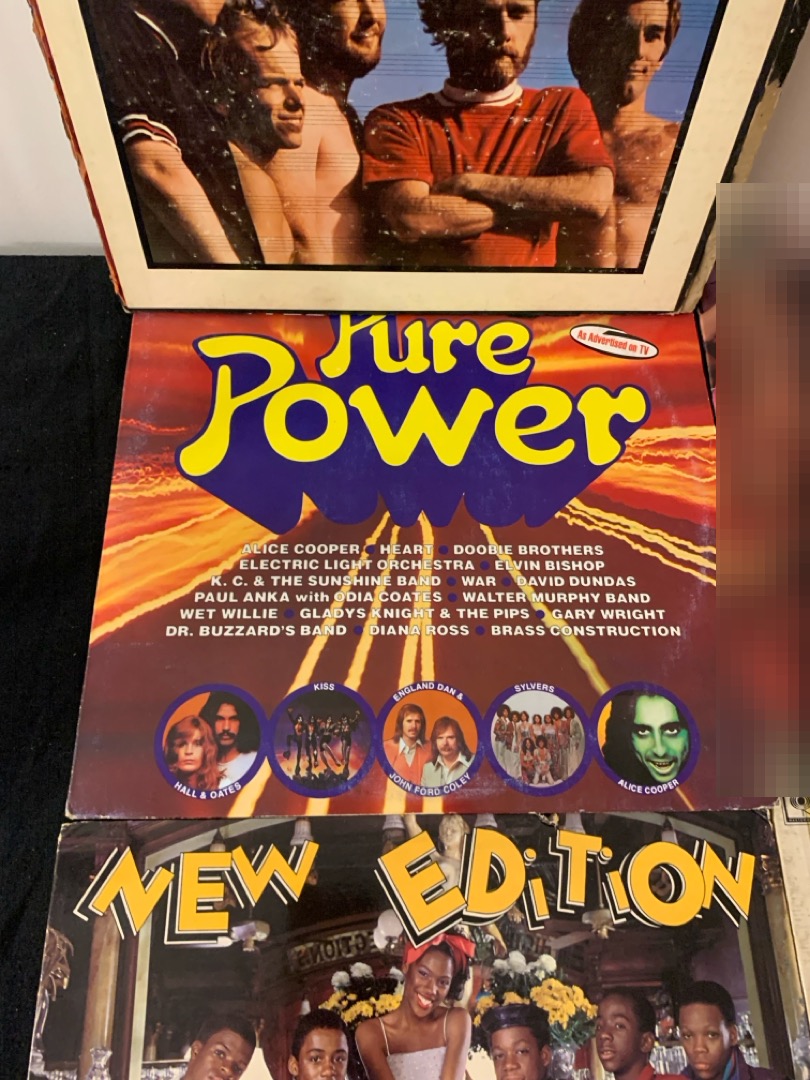 Pure
Power
As Advertised on TV
ALICE COOPER • HEART • DOOBIE BROTHERS
ELECTRIC LIGHT ORCHESTRA • ELVIN BISHOP
K. C. & THE SUNSHINE BAND • WAR • DAVID DUNDAS
PAUL ANKA with ODIA COATES • WALTER MURPHY BAND
WET WILLIE • GLADYS KNIGHT & THE PIPS • GARY WRIGHT
DR. BUZZARD'S BAND • DIANA ROSS • BRASS CONSTRUCTION
HALL & OATES
KISS
ENGLAND DAN &
JOHN FORD COLEY
SYLVERS
ALICE COOPER
NEW EDiTiON